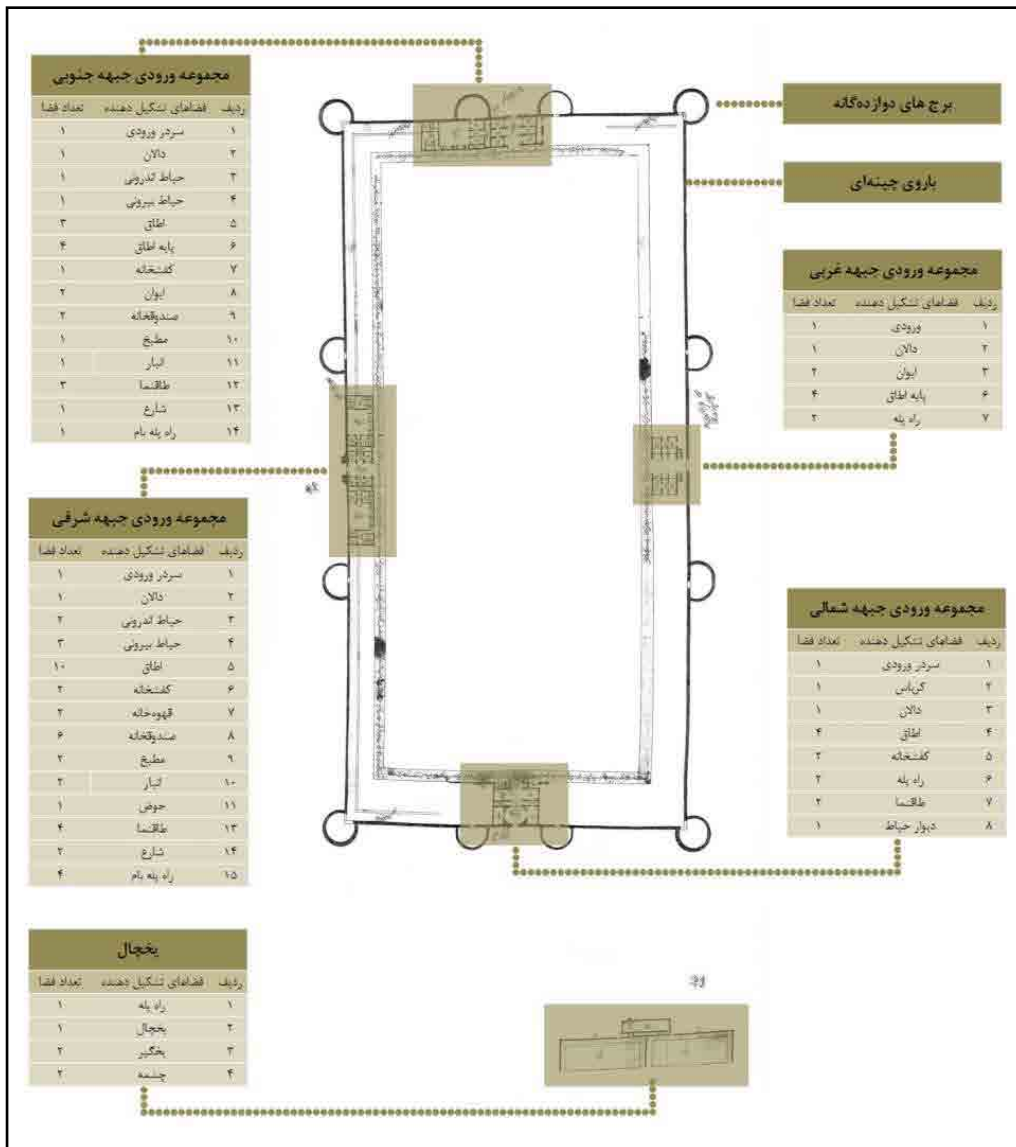 مجموعه ورودی جبهه جنوبی
ردیف فضاهای تشکیل دهنده تعداد فضا
۱ سردر ورودی ۱
۲ دالان ۱
۳ حیاط اندرونی ۱
۴ حیاط بیرونی ۱
۵ اطاق ۳
۶ پایه اطاق ۴
۷ کفشخانه ۱
۸ ایوان ۲
۹ صندوقخانه ۲
۱۰ مطبخ ۱
۱۱ انبار ۱
۱۲ طاقنما ۳
۱۳ شارع ۱
۱۴ راه پله بام ۱
برج های دوازده‌گانه
باروی چینه‌ای
مجموعه ورودی جبهه غربی
ردیف فضاهای تشکیل دهنده تعداد فضا
۱ ورودی ۱
۲ دالان ۱
۳ ایوان ۲
۶ پایه اطاق ۴
۷ راه پله ۲
مجموعه ورودی جبهه شرقی
ردیف فضاهای تشکیل دهنده تعداد فضا
۱ سردر ورودی ۱
۲ دالان ۱
۳ حیاط اندرونی ۲
۴ حیاط بیرونی ۳
۵ اطاق ۱۰
۶ کفشخانه ۲
۷ قهوه‌خانه ۲
۸ صندوقخانه ۶
۹ مطبخ ۲
۱۰ انبار ۲
۱۱ حوض ۱
۱۳ طاقنما ۴
۱۴ شارع ۲
۱۵ راه پله بام ۴
مجموعه ورودی جبهه شمالی
ردیف فضاهای تشکیل دهنده تعداد فضا
۱ سردر ورودی ۱
۲ کرباس ۱
۳ دالان ۱
۴ اطاق ۴
۵ کفشخانه ۲
۶ راه پله ۲
۷ طاقنما ۲
۸ دیوار حیاط ۱
یخچال
ردیف فضاهای تشکیل دهنده تعداد فضا
۱ راه پله ۱
۲ یخچال ۱
۳ یخگیر ۲
۴ چشمه ۲